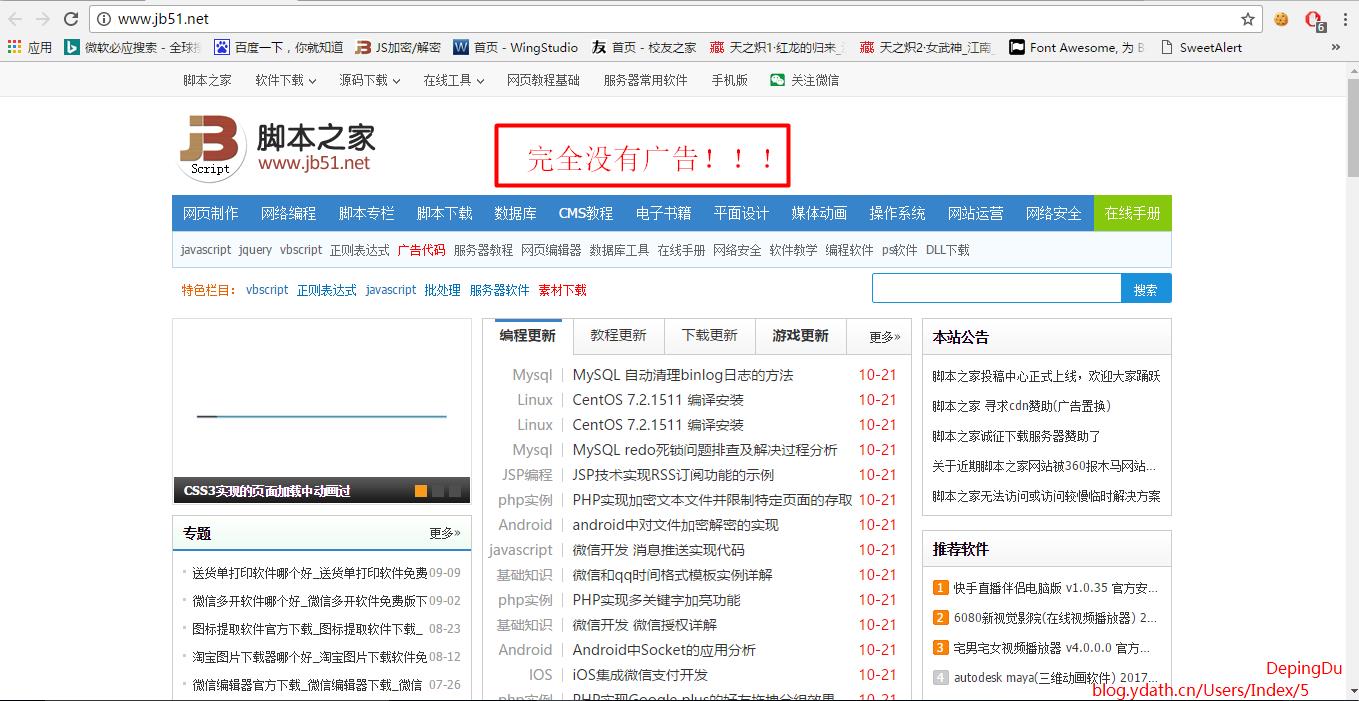 www.jb51.net
6
应用 微软必应搜索 - 全球 百度一下，你就知道 JS加密/解密 首页 - WingStudio 首页 - 校友之家 天之炽1·红龙的归来_ 天之炽2·女武神_江南_ Font Awesome, 为 B SweetAlert »
脚本之家 软件下载 源码下载 在线工具 网页教程基础 服务器常用软件 手机版 关注微信
JB Script
脚本之家
www.jb51.net
完全没有广告！！！
网页制作 网络编程 脚本专栏 脚本下载 数据库 CMS教程 电子书籍 平面设计 媒体动画 操作系统 网站运营 网络安全 在线手册
javascript jquery vbscript 正则表达式 广告代码 服务器教程 网页编辑器 数据库工具 在线手册 网络安全 软件教学 编程软件 ps软件 DLL下载
特色栏目： vbscript 正则表达式 javascript 批处理 服务器软件 素材下载
搜索
CSS3实现的页面加载中动画过
专题 更多»
送货单打印软件哪个好_送货单打印软件免费 09-09
微信多开软件哪个好_微信多开软件免费版下 09-02
图标提取软件官方下载_图标提取软件下载_ 08-23
淘宝图片下载器哪个好_淘宝图片下载软件免 08-12
微信编辑器官方下载_微信编辑器下载_微信 07-26
编程更新 教程更新 下载更新 游戏更新 更多»
Mysql MySQL 自动清理binlog日志的方法 10-21
Linux CentOS 7.2.1511 编译安装 10-21
Linux CentOS 7.2.1511 编译安装 10-21
Mysql MySQL redo死锁问题排查及解决过程分析 10-21
JSP编程 JSP技术实现RSS订阅功能的示例 10-21
php实例 PHP实现加密文本文件并限制特定页面的存取 10-21
Android android中对文件加密解密的实现 10-21
javascript 微信开发 消息推送实现代码 10-21
基础知识 微信和qq时间格式模板实例详解 10-21
php实例 PHP实现多关键字加亮功能 10-21
基础知识 微信开发 微信授权详解 10-21
Android Android中Socket的应用分析 10-21
IOS iOS集成微信支付开发 10-21
php实例 PHP实现Google plus的好友拖拽分组效果 10-21
本站公告
脚本之家投稿中心正式上线，欢迎大家踊跃
脚本之家 寻求cdn赞助(广告置换)
脚本之家诚征下载服务器赞助了
关于近期脚本之家网站被360报木马网站...
脚本之家无法访问或访问较慢临时解决方案
推荐软件
1 快手直播伴侣电脑版 v1.0.35 官方安...
2 6080新视觉影院(在线视频播放器) 2...
3 宅男宅女视频播放器 v4.0.0.0 官方...
4 autodesk maya(三维动画软件) 2017...
DepingDu
blog.ydath.cn/Users/Index/5